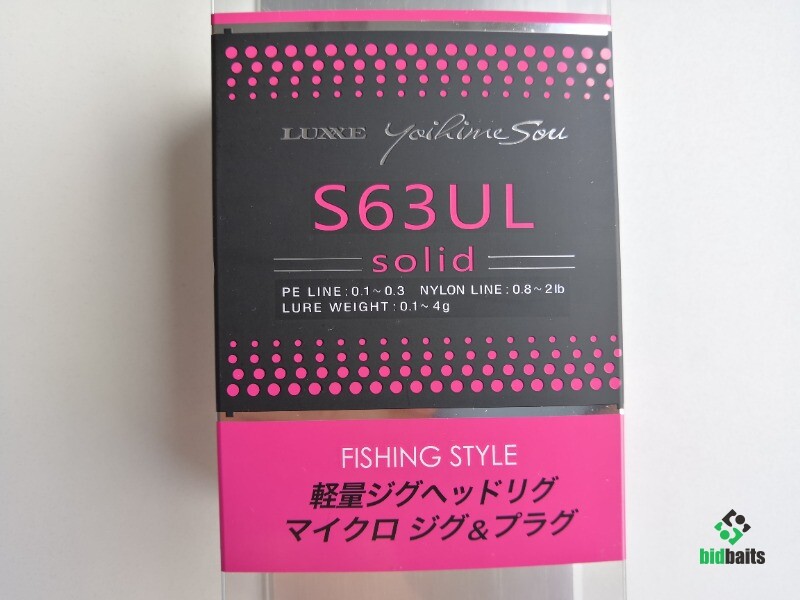 LUXXE Yoihime Sou
S63UL
solid
PE LINE : 0.1~0.3 NYLON LINE : 0.8~2lb
LURE WEIGHT : 0.1~4g
FISHING STYLE
軽量ジグヘッドリグ
マイクロ ジグ&プラグ
bidbaits